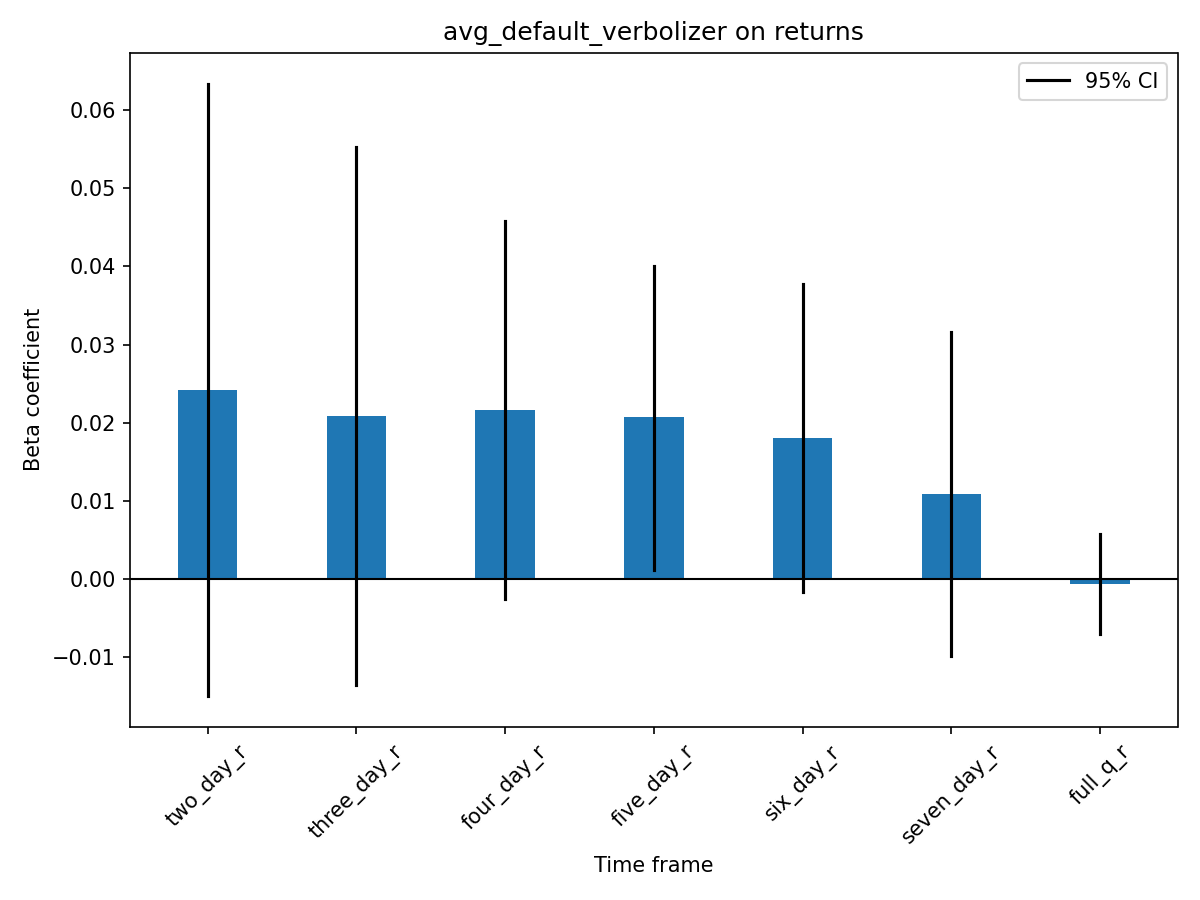 avg_default_verbolizer on returns
95% CI
Beta coefficient
0.06
0.05
0.04
0.03
0.02
0.01
0.00
−0.01
two_day_r
three_day_r
four_day_r
five_day_r
six_day_r
seven_day_r
full_q_r
Time frame